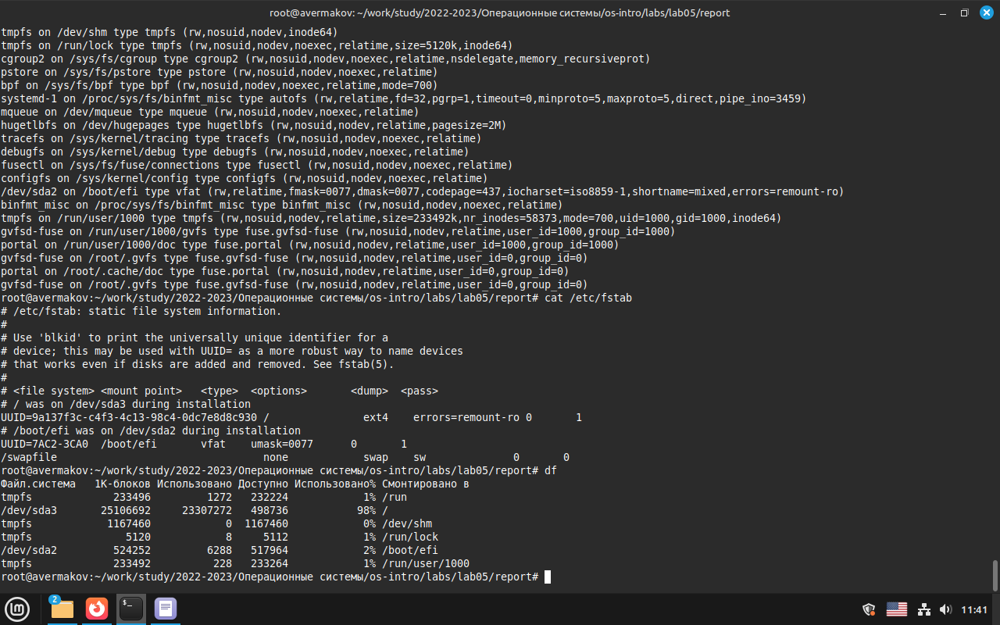 root@avermakov: ~/work/study/2022-2023/Операционные системы/os-intro/labs/lab05/report
tmpfs on /dev/shm type tmpfs (rw,nosuid,nodev,inode64)
tmpfs on /run/lock type tmpfs (rw,nosuid,nodev,noexec,relatime,size=5120k,inode64)
cgroup2 on /sys/fs/cgroup type cgroup2 (rw,nosuid,nodev,noexec,relatime,nsdelegate,memory_recursiveprot)
pstore on /sys/fs/pstore type pstore (rw,nosuid,nodev,noexec,relatime)
bpf on /sys/fs/bpf type bpf (rw,nosuid,nodev,noexec,relatime,mode=700)
systemd-1 on /proc/sys/fs/binfmt_misc type autofs (rw,relatime,fd=32,pgrp=1,timeout=0,minproto=5,maxproto=5,direct,pipe_ino=3459)
mqueue on /dev/mqueue type mqueue (rw,nosuid,nodev,noexec,relatime)
hugetlbfs on /dev/hugepages type hugetlbfs (rw,nosuid,nodev,relatime,pagesize=2M)
tracefs on /sys/kernel/tracing type tracefs (rw,nosuid,nodev,noexec,relatime)
debugfs on /sys/kernel/debug type debugfs (rw,nosuid,nodev,noexec,relatime)
fusectl on /sys/fs/fuse/connections type fusectl (rw,nosuid,nodev,noexec,relatime)
configfs on /sys/kernel/config type configfs (rw,nosuid,nodev,noexec,relatime)
/dev/sda2 on /boot/efi type vfat (rw,relatime,fmask=0077,dmask=0077,codepage=437,iocharset=iso8859-1,shortname=mixed,errors=remount-ro)
binfmt_misc on /proc/sys/fs/binfmt_misc type binfmt_misc (rw,nosuid,nodev,noexec,relatime)
tmpfs on /run/user/1000 type tmpfs (rw,nosuid,nodev,relatime,size=233492k,nr_inodes=58373,mode=700,uid=1000,gid=1000,inode64)
gvfsd-fuse on /run/user/1000/gvfs type fuse.gvfsd-fuse (rw,nosuid,nodev,relatime,user_id=1000,group_id=1000)
portal on /run/user/1000/doc type fuse.portal (rw,nosuid,nodev,relatime,user_id=1000,group_id=1000)
gvfsd-fuse on /root/.gvfs type fuse.gvfsd-fuse (rw,nosuid,nodev,relatime,user_id=0,group_id=0)
portal on /root/.cache/doc type fuse.portal (rw,nosuid,nodev,relatime,user_id=0,group_id=0)
gvfsd-fuse on /root/.gvfs type fuse.gvfsd-fuse (rw,nosuid,nodev,relatime,user_id=0,group_id=0)
root@avermakov:~/work/study/2022-2023/Операционные системы/os-intro/labs/lab05/report# cat /etc/fstab
# /etc/fstab: static file system information.
#
# Use 'blkid' to print the universally unique identifier for a
# device; this may be used with UUID= as a more robust way to name devices
# that works even if disks are added and removed. See fstab(5).
#
# <file system> <mount point>   <type>  <options>       <dump>  <pass>
# / was on /dev/sda3 during installation
UUID=9a137f3c-c4f3-4c13-98c4-0dc7e8d8c930 /               ext4    errors=remount-ro 0       1
# /boot/efi was on /dev/sda2 during installation
UUID=7AC2-3CA0  /boot/efi       vfat    umask=0077      0       1
/swapfile                                 none            swap    sw              0       0
root@avermakov:~/work/study/2022-2023/Операционные системы/os-intro/labs/lab05/report# df
Файл.система   1K-блоков Использовано Доступно Использовано% Смонтировано в
tmpfs             233496         1272   232224            1% /run
/dev/sda3       25106692     23307272   498736           98% /
tmpfs            1167460            0  1167460            0% /dev/shm
tmpfs               5120            8     5112            1% /run/lock
/dev/sda2         524252         6288   517964            2% /boot/efi
tmpfs             233492          228   233264            1% /run/user/1000
root@avermakov:~/work/study/2022-2023/Операционные системы/os-intro/labs/lab05/report#
2
$_
11:41